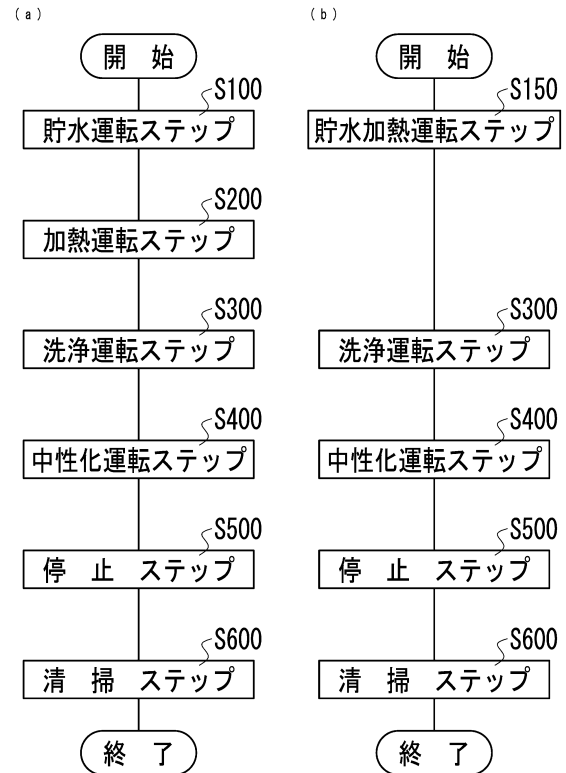 (a)
開 始
S100
貯水運転ステップ
S200
加熱運転ステップ
S300
洗浄運転ステップ
S400
中性化運転ステップ
S500
停 止 ステップ
S600
清 掃 ステップ
終 了
(b)
開 始
S150
貯水加熱運転ステップ
S300
洗浄運転ステップ
S400
中性化運転ステップ
S500
停 止 ステップ
S600
清 掃 ステップ
終 了